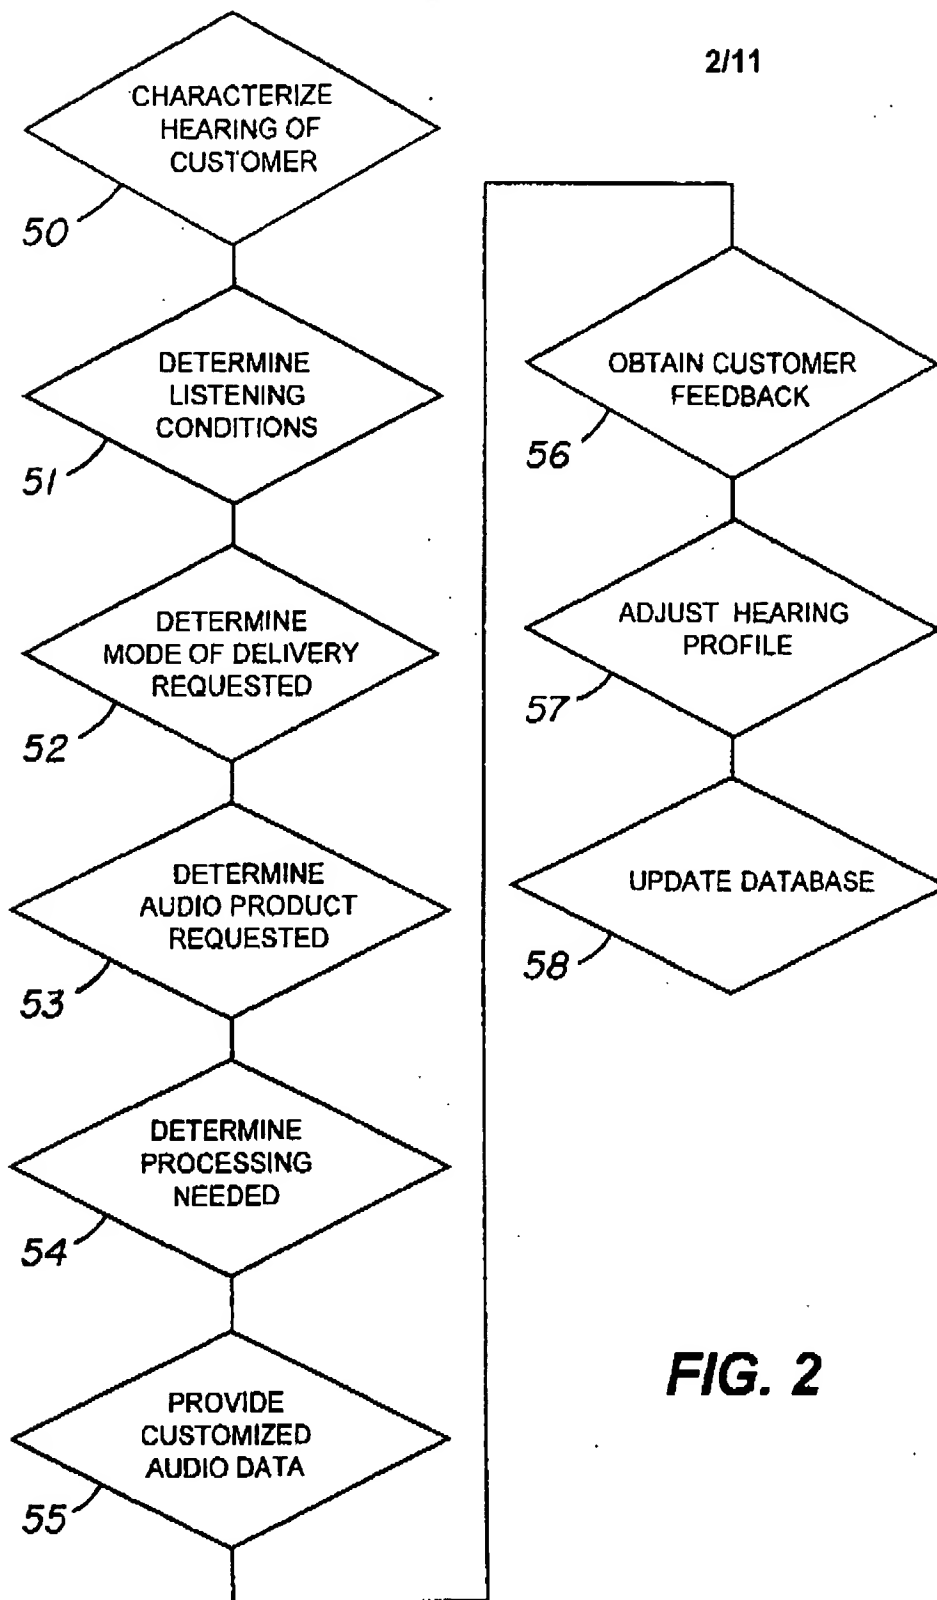 2/11
CHARACTERIZE
HEARING OF
CUSTOMER
50
DETERMINE
LISTENING
CONDITIONS
51
DETERMINE
MODE OF DELIVERY
REQUESTED
52
DETERMINE
AUDIO PRODUCT
REQUESTED
53
DETERMINE
PROCESSING
NEEDED
54
PROVIDE
CUSTOMIZED
AUDIO DATA
55
OBTAIN CUSTOMER
FEEDBACK
56
ADJUST HEARING
PROFILE
57
UPDATE DATABASE
58
FIG. 2